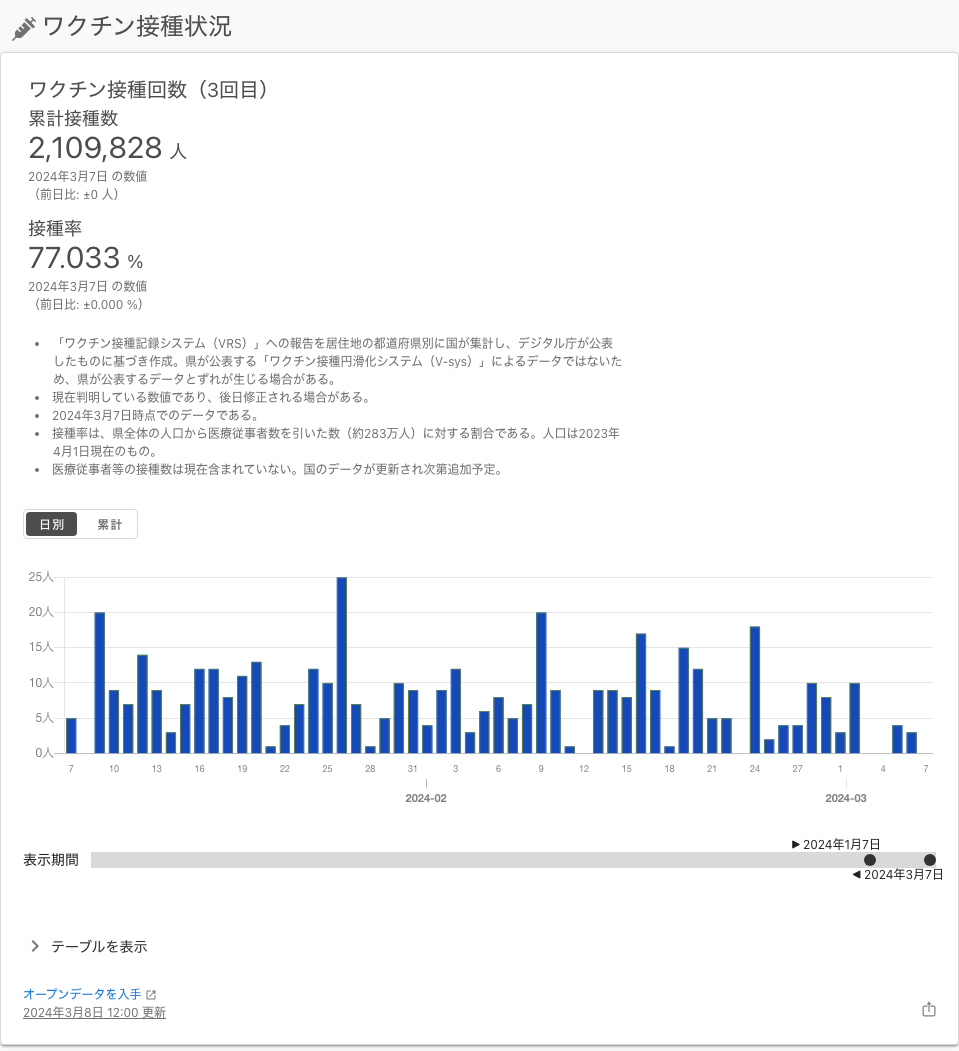 ワクチン接種状況
ワクチン接種回数（3回目）
累計接種数
2,109,828 人
2024年3月7日 の数値
（前日比: ±0 人）
接種率
77.033 %
2024年3月7日 の数値
（前日比: ±0.000 %）
• 「ワクチン接種記録システム（VRS）」への報告を居住地の都道府県別に国が集計し、デジタル庁が公表
したものに基づき作成。県が公表する「ワクチン接種円滑化システム（V-sys）」によるデータではないた
め、県が公表するデータとずれが生じる場合がある。
• 現在判明している数値であり、後日修正される場合がある。
• 2024年3月7日時点でのデータである。
• 接種率は、県全体の人口から医療従事者数を引いた数（約283万人）に対する割合である。人口は2023年
4月1日現在のもの。
• 医療従事者等の接種数は現在含まれていない。国のデータが更新され次第追加予定。
日別 累計
25人
20人
15人
10人
5人
0人
7 10 13 16 19 22 25 28 31 3 6 9 12 15 18 21 24 27 1 4 7
2024-02 2024-03
▶ 2024年1月7日
表示期間
◀ 2024年3月7日
テーブルを表示
オープンデータを入手
2024年3月8日 12:00 更新